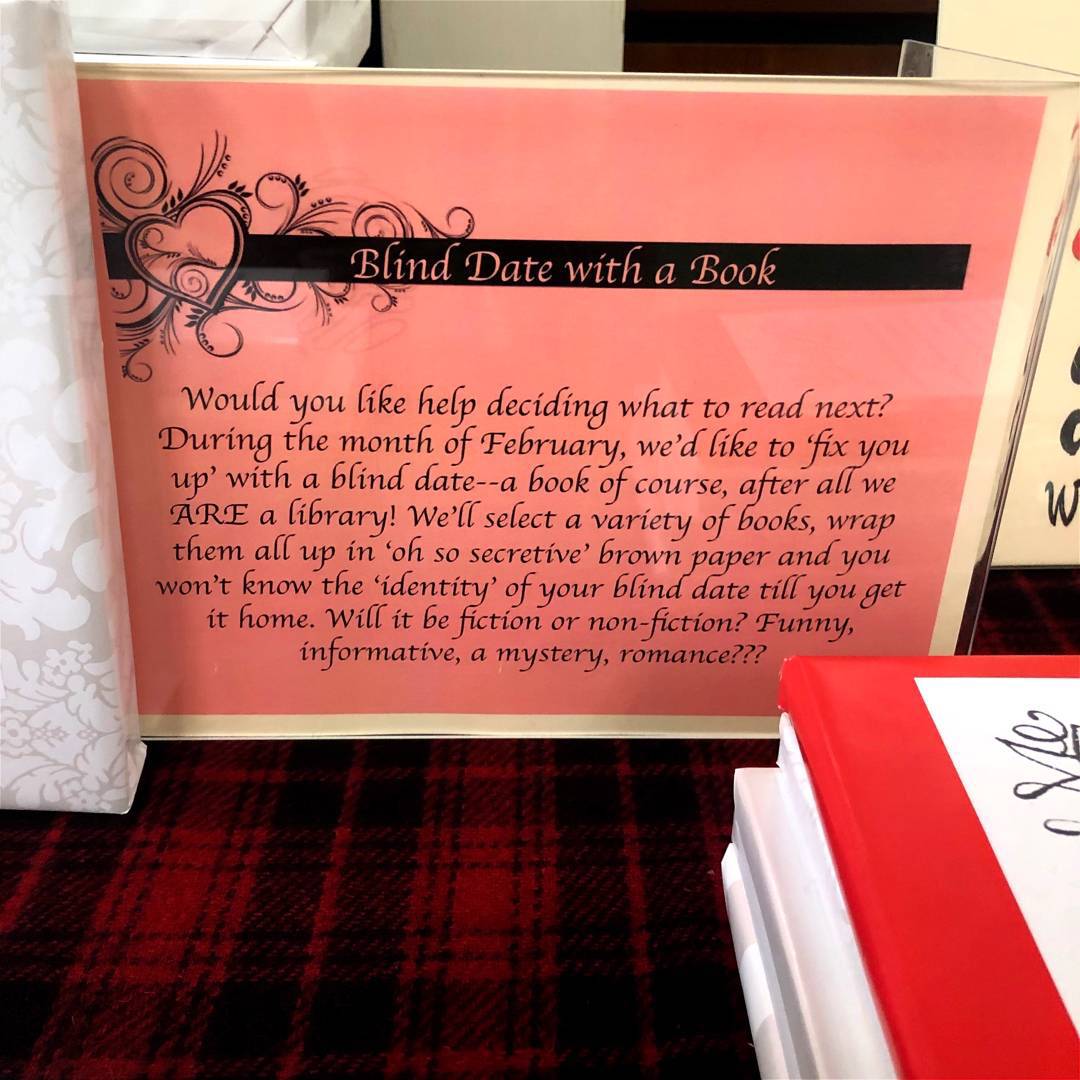 Blind Date with a Book
Would you like help deciding what to read next?
During the month of February, we'd like to 'fix you
up' with a blind date--a book of course, after all we
ARE a library! We'll select a variety of books, wrap
them all up in 'oh so secretive' brown paper and you
won't know the 'identity' of your blind date till you get
it home. Will it be fiction or non-fiction? Funny,
informative, a mystery, romance???
Me